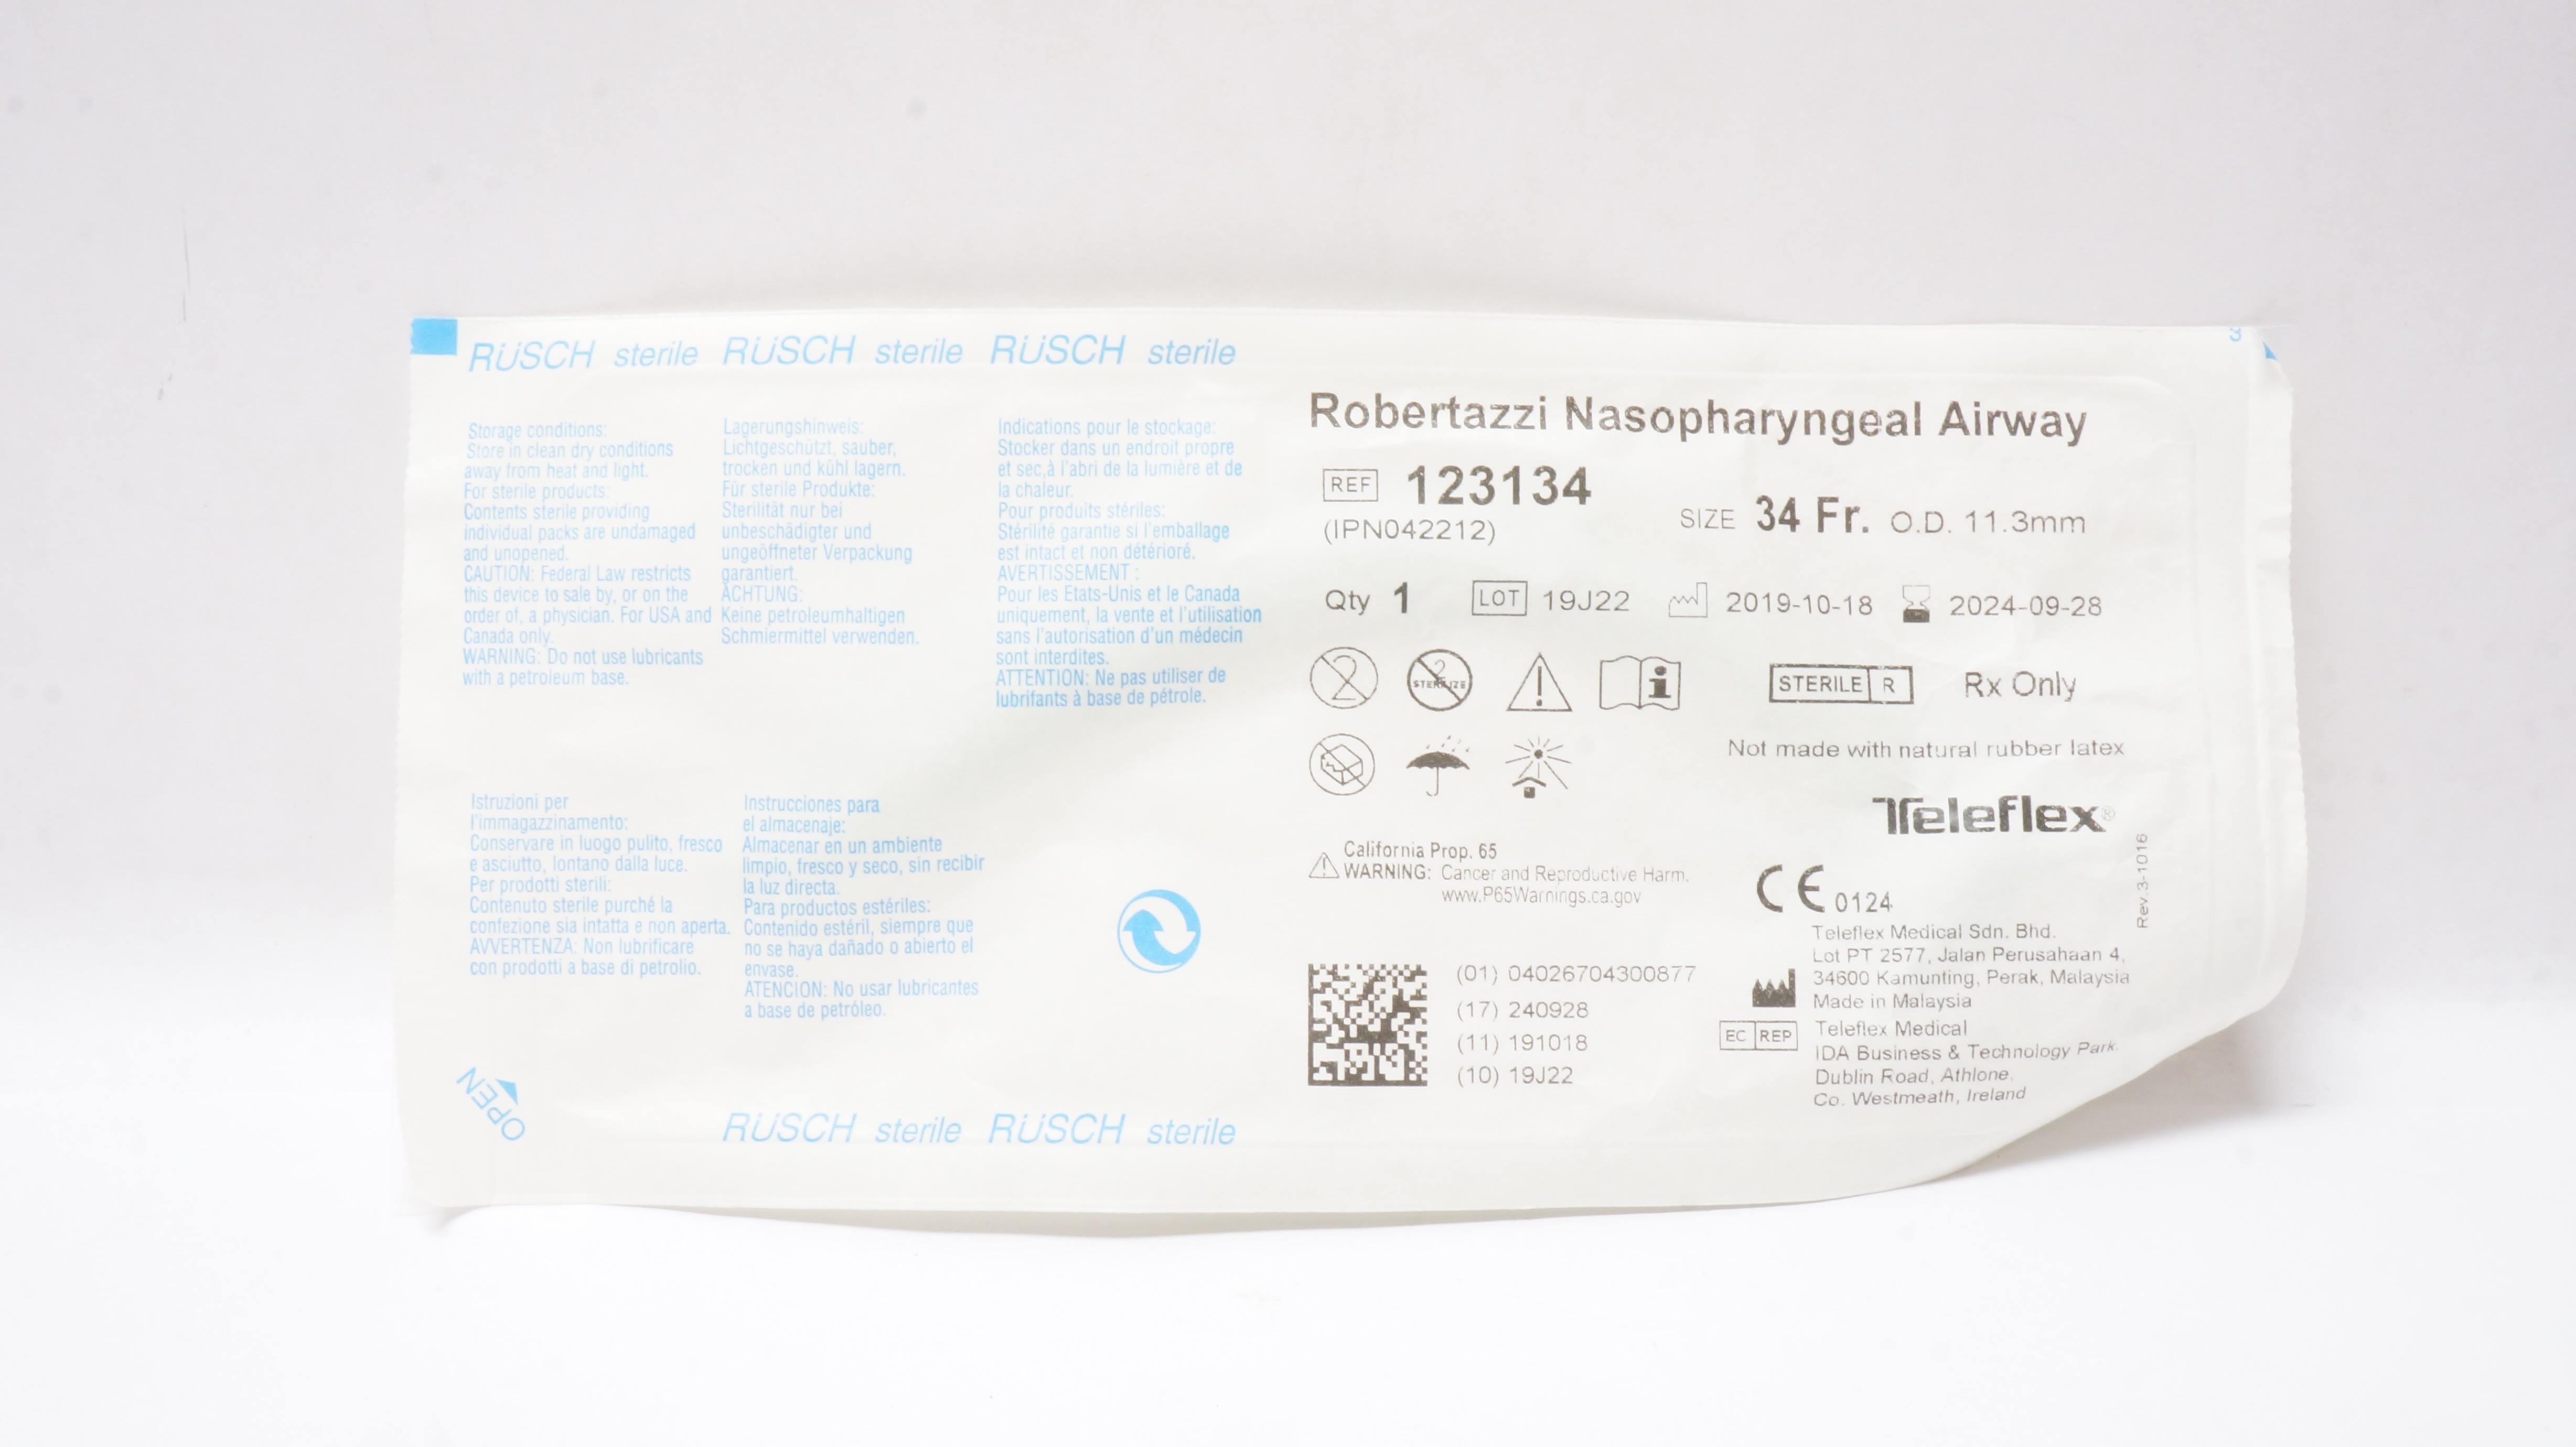 RÜSCH sterile RÜSCH sterile RÜSCH sterile
Storage conditions:
Store in clean dry conditions
away from heat and light.
For sterile products:
Contents sterile providing
individual packs are undamaged
and unopened.
CAUTION: Federal Law restricts
this device to sale by, or on the
order of, a physician. For USA and
Canada only.
WARNING: Do not use lubricants
with a petroleum base.
Lagerungshinweis:
Lichtgeschützt, sauber,
trocken und kühl lagern.
Für sterile Produkte:
Sterilität nur bei
unbeschädigter und
ungeöffneter Verpackung
garantiert.
ACHTUNG:
Keine petroleumhaltigen
Schmiermittel verwenden.
Indications pour le stockage:
Stocker dans un endroit propre
et sec,à l'abri de la lumière et de
la chaleur.
Pour produits stériles:
Stérilité garantie si l'emballage
est intact et non détérioré.
AVERTISSEMENT :
Pour les Etats-Unis et le Canada
uniquement, la vente et l'utilisation
sans l'autorisation d'un médecin
sont interdites.
ATTENTION: Ne pas utiliser de
lubrifants à base de pétrole.
Istruzioni per
l'immagazzinamento:
Conservare in luogo pulito, fresco
e asciutto, lontano dalla luce.
Per prodotti sterili:
Contenuto sterile purché la
confezione sia intatta e non aperta.
AVVERTENZA: Non lubrificare
con prodotti a base di petrolio.
Instrucciones para
el almacenaje:
Almacenar en un ambiente
limpio, fresco y seco, sin recibir
la luz directa.
Para productos estériles:
Contenido estéril, siempre que
no se haya dañado o abierto el
envase.
ATENCION: No usar lubricantes
a base de petróleo.
OPEN
RÜSCH sterile RÜSCH sterile
3
Robertazzi Nasopharyngeal Airway
REF 123134
(IPN042212)
SIZE 34 Fr. O.D. 11.3mm
Qty 1 LOT 19J22 2019-10-18 2024-09-28
2 2 STERILIZE STERILE R Rx Only
Not made with natural rubber latex
Teleflex®
California Prop. 65
WARNING: Cancer and Reproductive Harm.
www.P65Warnings.ca.gov
CE 0124
Rev.3-1016
(01) 04026704300877
(17) 240928
(11) 191018
(10) 19J22
Teleflex Medical Sdn. Bhd.
Lot PT 2577, Jalan Perusahaan 4,
34600 Kamunting, Perak, Malaysia
Made in Malaysia
EC REP Teleflex Medical
IDA Business & Technology Park.
Dublin Road, Athlone,
Co. Westmeath, Ireland